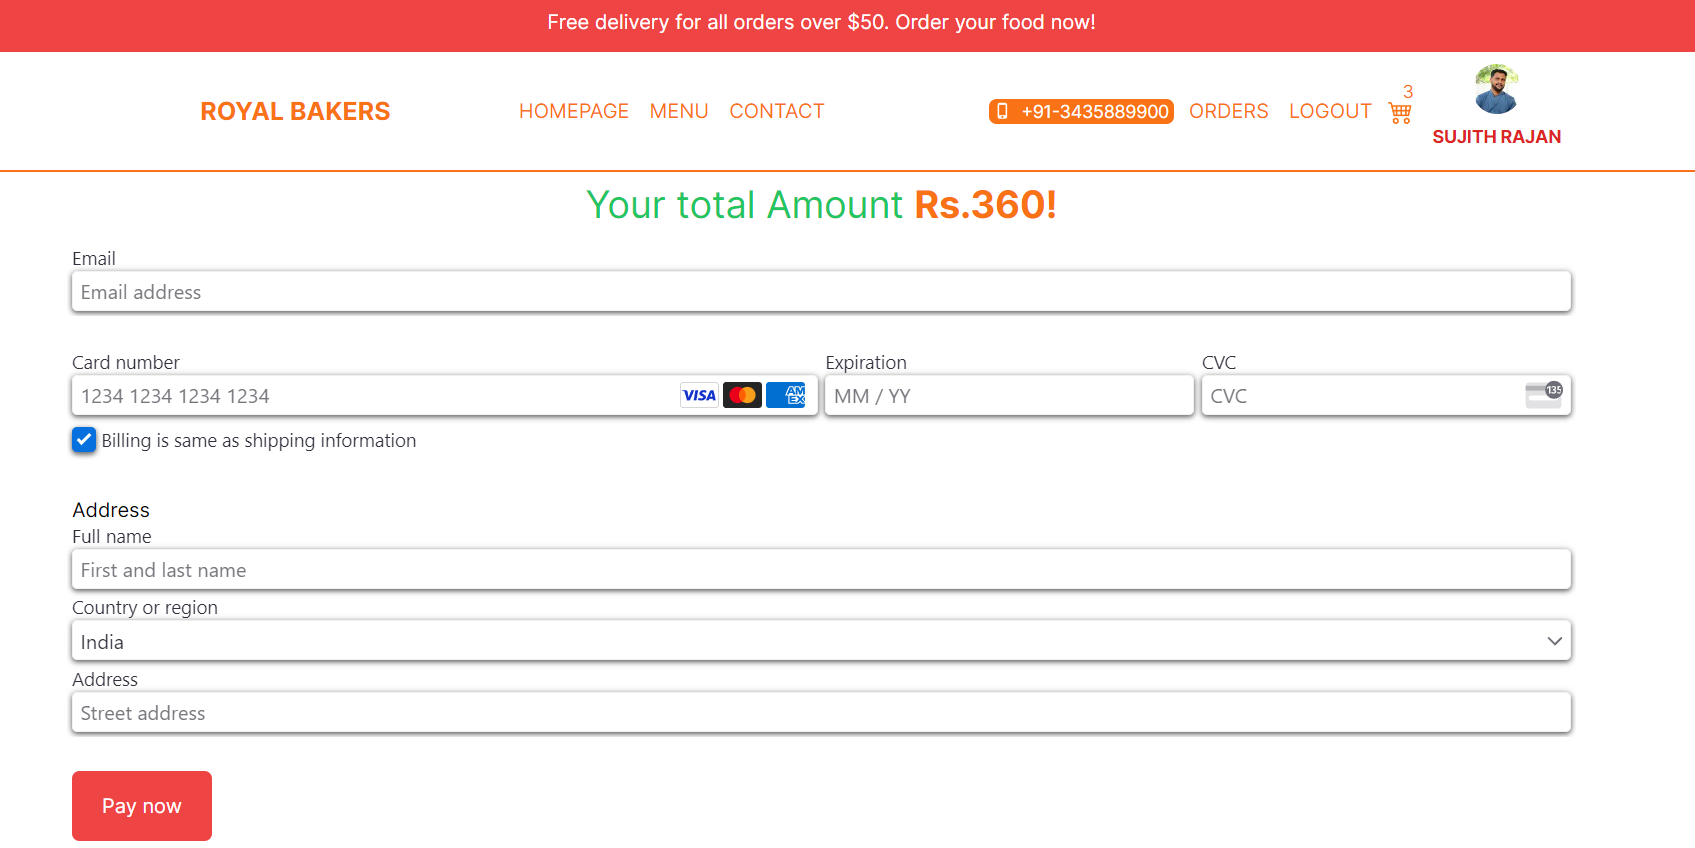 Free delivery for all orders over $50. Order your food now!
ROYAL BAKERS HOMEPAGE MENU CONTACT +91-3435889900 ORDERS LOGOUT 3
SUJITH RAJAN
Your total Amount Rs.360!
Email
Email address
Card number Expiration CVC
1234 1234 1234 1234 VISA AM EX MM / YY CVC 135
Billing is same as shipping information
Address
Full name
First and last name
Country or region
India
Address
Street address
Pay now